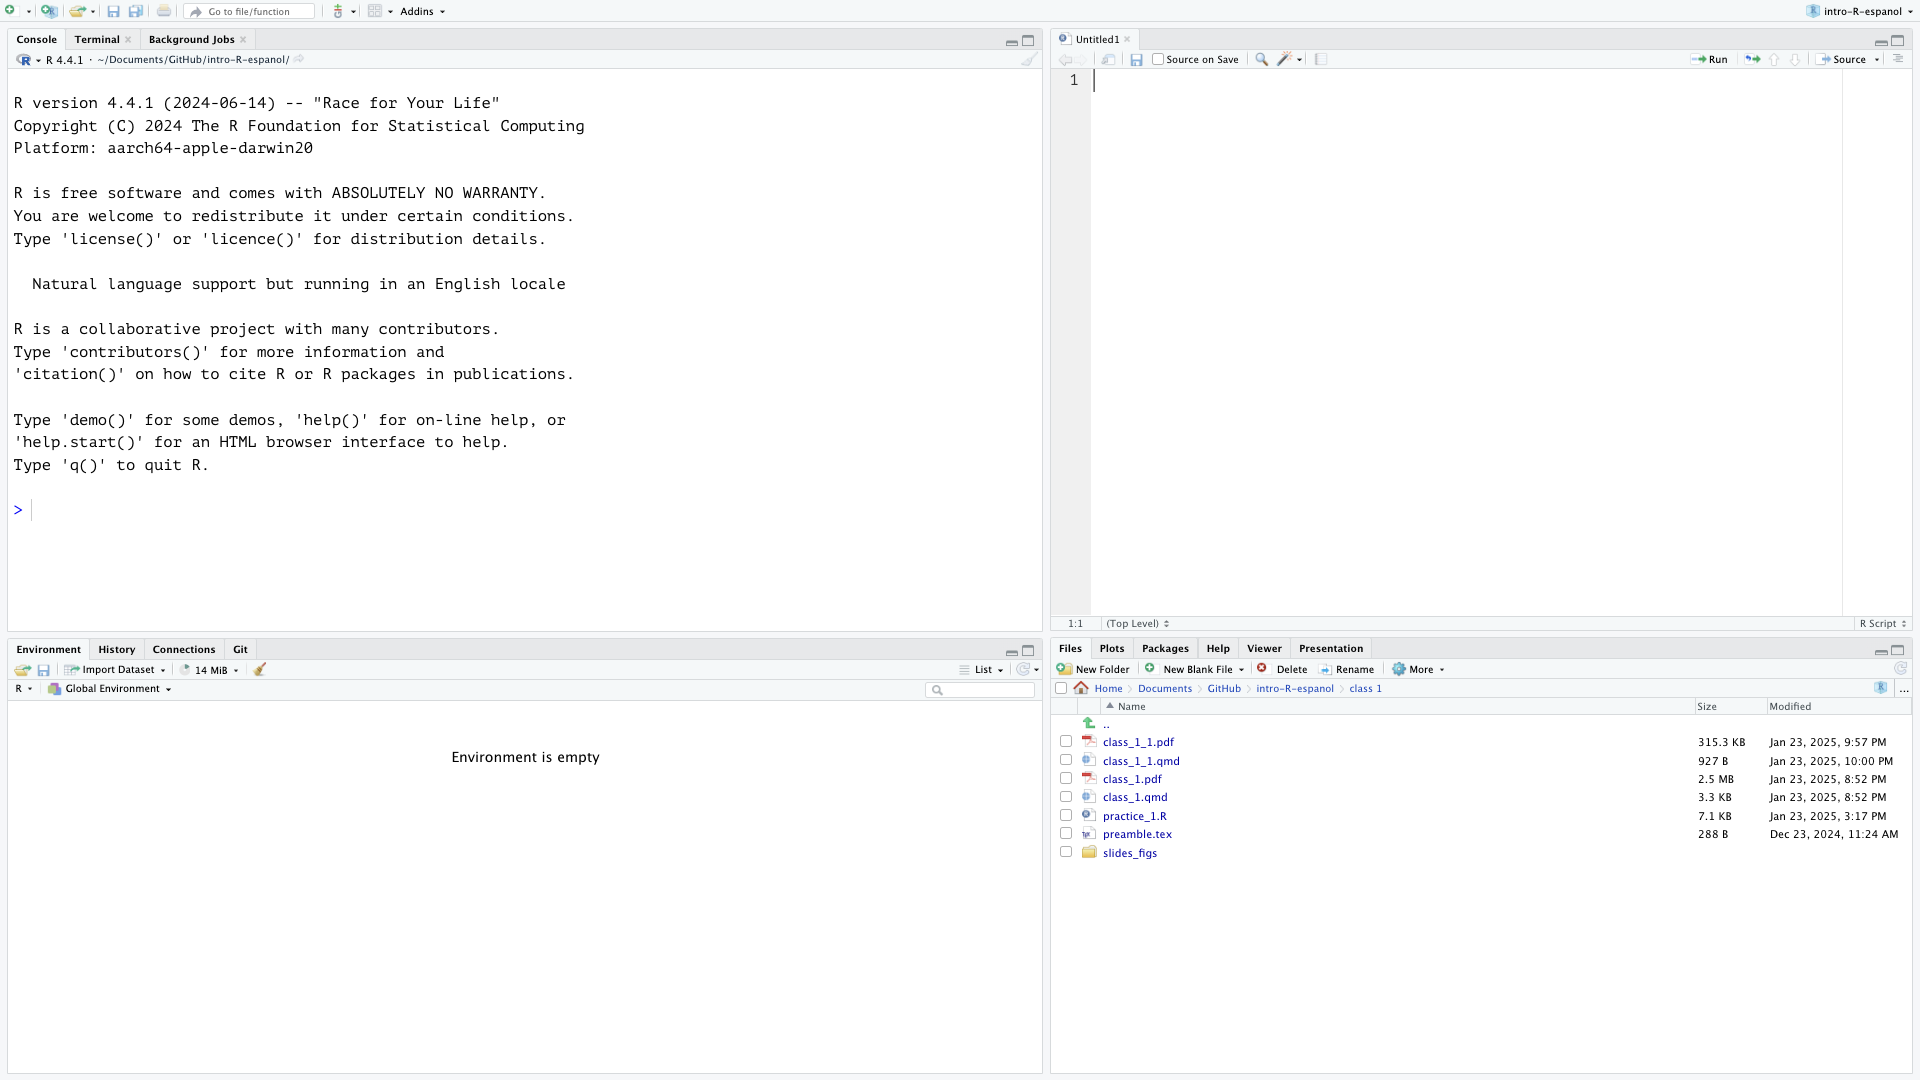 Go to file/function
Addins
intro-R-espanol
Console
Terminal
Background Jobs
R 4.4.1 · ~/Documents/GitHub/intro-R-espanol/
R version 4.4.1 (2024-06-14) -- "Race for Your Life"
Copyright (C) 2024 The R Foundation for Statistical Computing
Platform: aarch64-apple-darwin20
R is free software and comes with ABSOLUTELY NO WARRANTY.
You are welcome to redistribute it under certain conditions.
Type 'license()' or 'licence()' for distribution details.
Natural language support but running in an English locale
R is a collaborative project with many contributors.
Type 'contributors()' for more information and
'citation()' on how to cite R or R packages in publications.
Type 'demo()' for some demos, 'help()' for on-line help, or
'help.start()' for an HTML browser interface to help.
Type 'q()' to quit R.
>
Untitled1
Source on Save
Run
Source
1
1:1
(Top Level)
R Script
Environment
History
Connections
Git
Import Dataset
14 MiB
List
R
Global Environment
Environment is empty
Files
Plots
Packages
Help
Viewer
Presentation
New Folder
New Blank File
Delete
Rename
More
Home
Documents
GitHub
intro-R-espanol
class 1
...
Name Size Modified
..
class_1_1.pdf 315.3 KB Jan 23, 2025, 9:57 PM
class_1_1.qmd 927 B Jan 23, 2025, 10:00 PM
class_1.pdf 2.5 MB Jan 23, 2025, 8:52 PM
class_1.qmd 3.3 KB Jan 23, 2025, 8:52 PM
practice_1.R 7.1 KB Jan 23, 2025, 3:17 PM
preamble.tex 288 B Dec 23, 2024, 11:24 AM
slides_figs